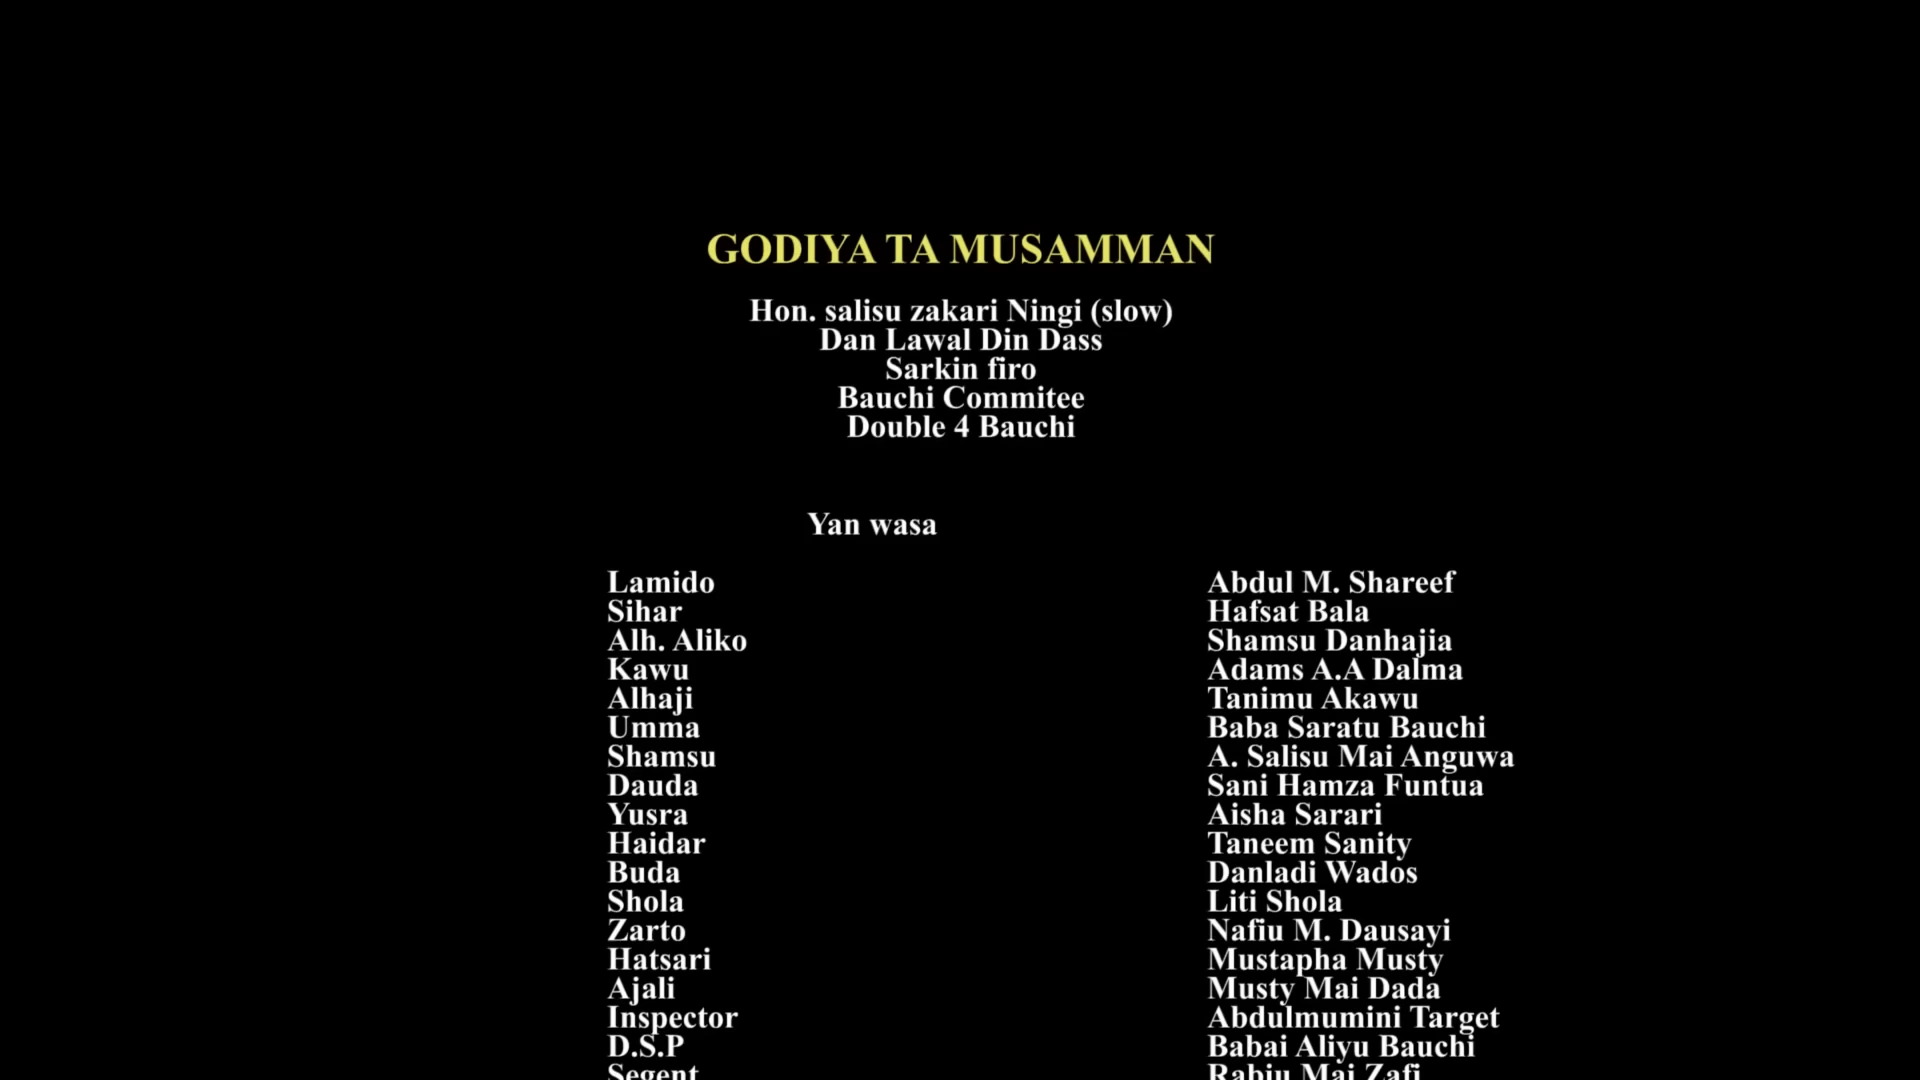 GODIYA TA MUSAMMAN
Hon. salisu zakari Ningi (slow)
Dan Lawal Din Dass
Sarkin firo
Bauchi Commitee
Double 4 Bauchi
Yan wasa
Lamido Abdul M. Shareef
Sihar Hafsat Bala
Alh. Aliko Shamsu Danhajia
Kawu Adams A.A Dalma
Alhaji Tanimu Akawu
Umma Baba Saratu Bauchi
Shamsu A. Salisu Mai Anguwa
Dauda Sani Hamza Funtua
Yusra Aisha Sarari
Haidar Taneem Sanity
Buda Danladi Wados
Shola Liti Shola
Zarto Nafiu M. Dausayi
Hatsari Mustapha Musty
Ajali Musty Mai Dada
Inspector Abdulmumini Target
D.S.P Babai Aliyu Bauchi
Segent Rabiu Mai Zafi